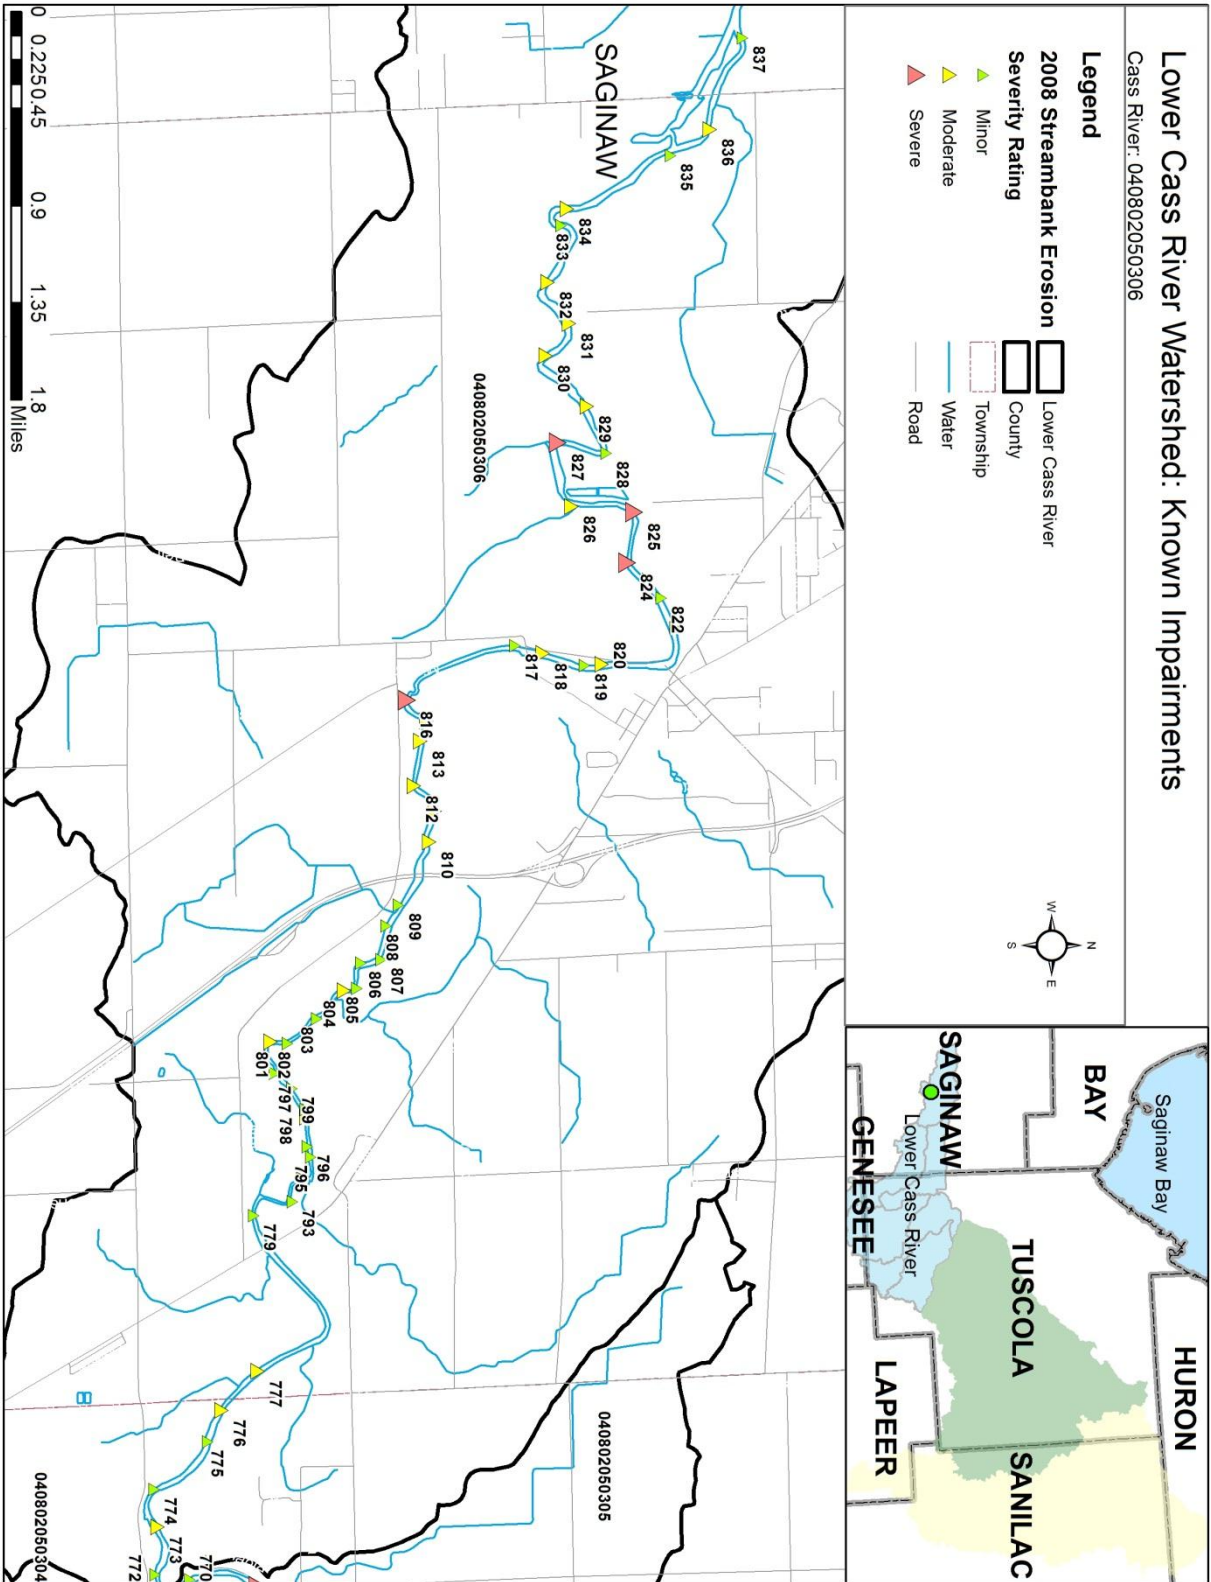 Lower Cass River Watershed: Known Impairments
Cass River: 040802050306
Legend
2008 Streambank Erosion
Severity Rating
Minor
Moderate
Severe
Lower Cass River
County
Township
Water
Road
N
W
E
S
Saginaw Bay
HURON
BAY
TUSCOLA
SANILAC
SAGINAW
Lower Cass River
GENESEE
LAPEER
SAGINAW
837
836
835
834
833
832
831
830
829
828
827
826
825
824
822
820
819
818
817
816
813
812
810
809
808
807
806
805
804
803
802
801
799
798
797
796
795
793
779
777
776
775
774
773
772
770
040802050306
040802050305
040802050304
0 0.225 0.45 0.9 1.35 1.8
Miles